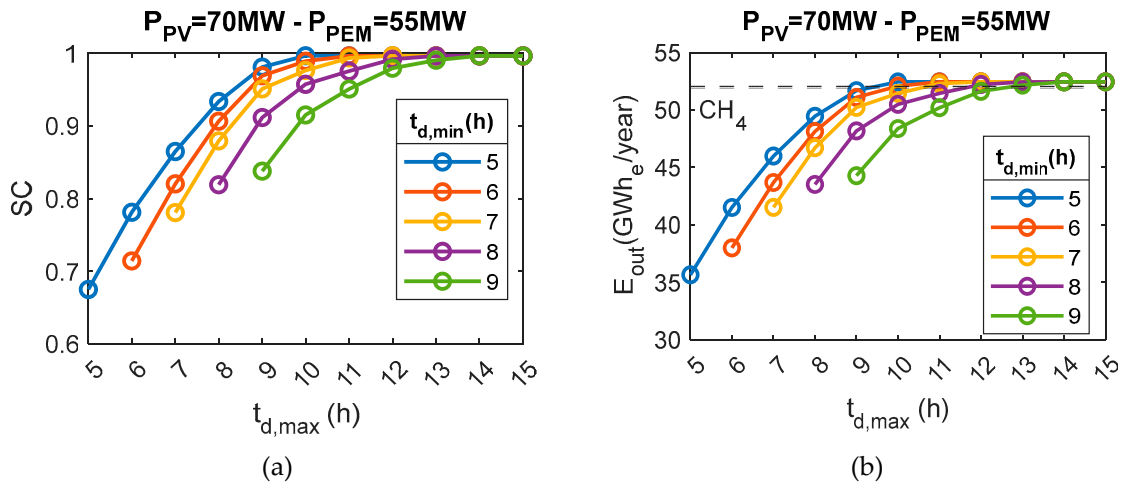 P_PV=70MW - P_PEM=55MW
SC
1
0.9
0.8
0.7
0.6
t_d,min(h)
5
6
7
8
9
5 6 7 8 9 10 11 12 13 14 15
t_d,max (h)
(a)
P_PV=70MW - P_PEM=55MW
E_out(GWh_e/year)
55
50
45
40
35
30
CH_4
t_d,min(h)
5
6
7
8
9
5 6 7 8 9 10 11 12 13 14 15
t_d,max (h)
(b)